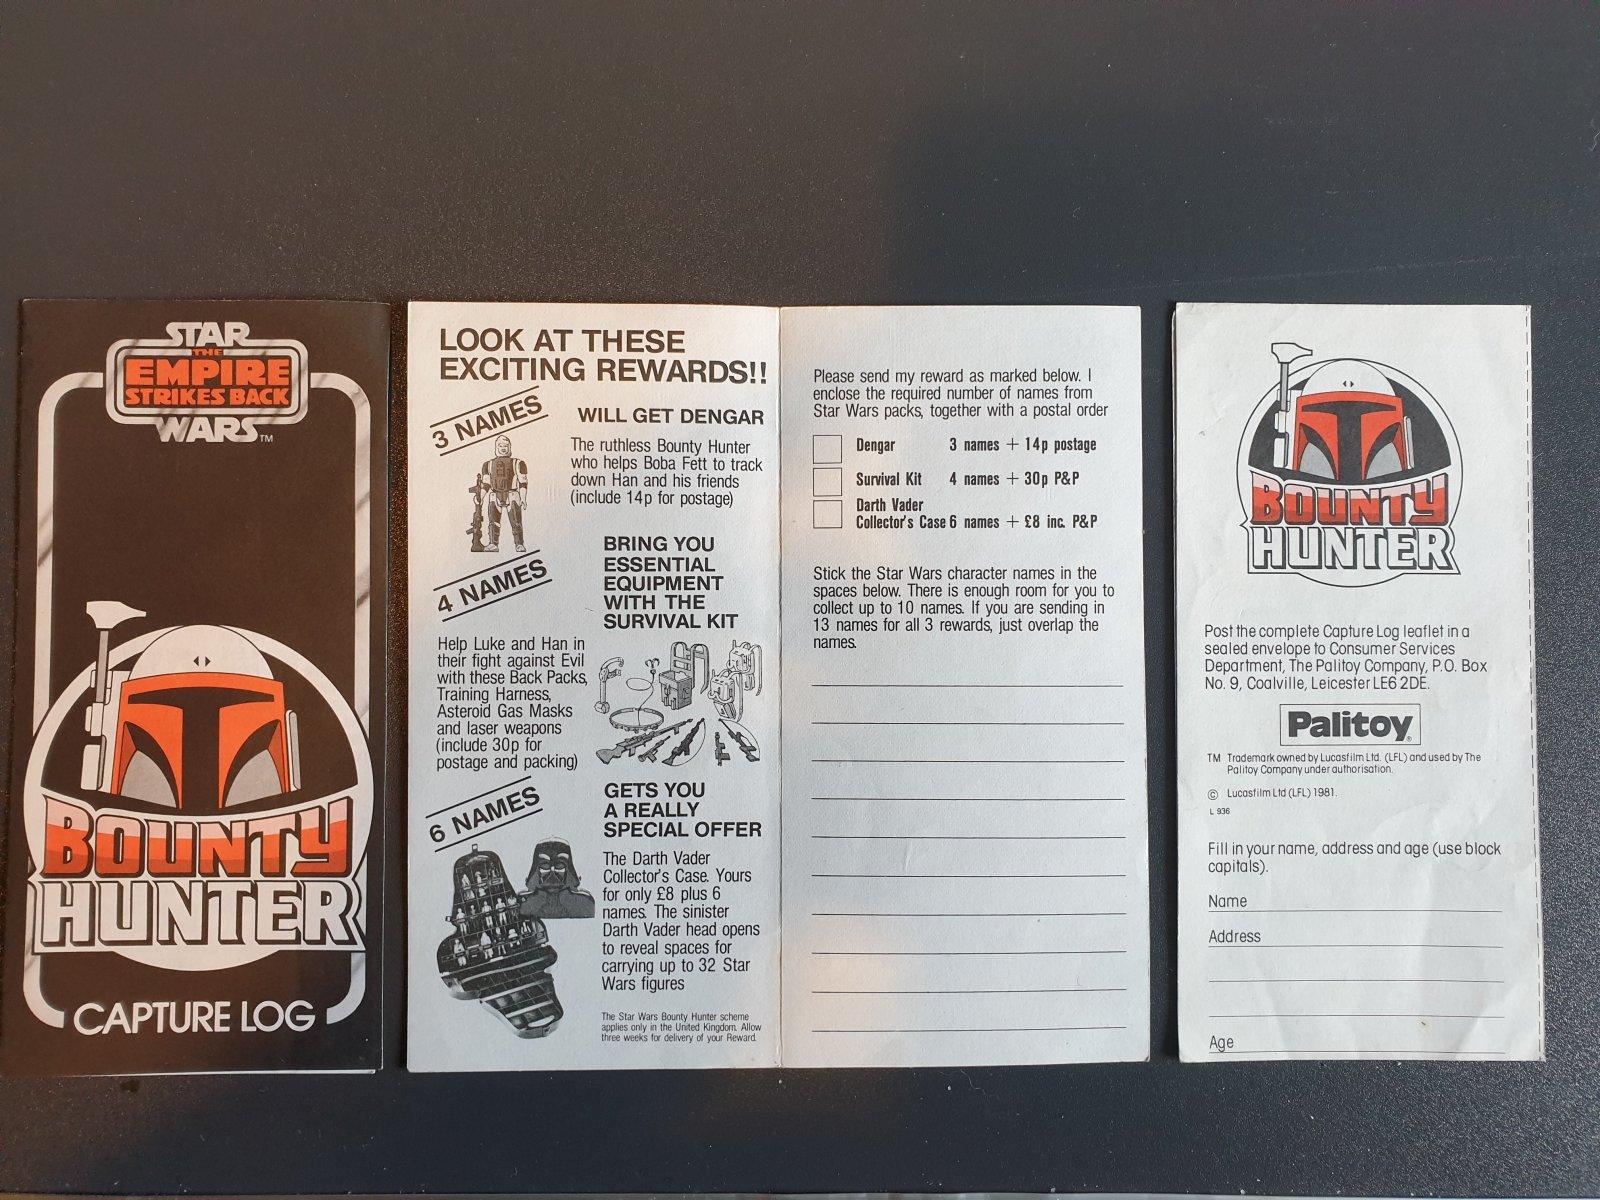 STAR
THE
EMPIRE
STRIKES BACK
WARS™
BOUNTY
HUNTER
CAPTURE LOG
LOOK AT THESE
EXCITING REWARDS!!
3 NAMES
WILL GET DENGAR
The ruthless Bounty Hunter
who helps Boba Fett to track
down Han and his friends
(include 14p for postage)
4 NAMES
BRING YOU
ESSENTIAL
EQUIPMENT
WITH THE
SURVIVAL KIT
Help Luke and Han in
their fight against Evil
with these Back Packs,
Training Harness,
Asteroid Gas Masks
and laser weapons
(include 30p for
postage and packing)
6 NAMES
GETS YOU
A REALLY
SPECIAL OFFER
The Darth Vader
Collector's Case. Yours
for only £8 plus 6
names. The sinister
Darth Vader head opens
to reveal spaces for
carrying up to 32 Star
Wars figures
The Star Wars Bounty Hunter scheme
applies only in the United Kingdom. Allow
three weeks for delivery of your Reward.
Please send my reward as marked below. I
enclose the required number of names from
Star Wars packs, together with a postal order
Dengar 3 names + 14p postage
Survival Kit 4 names + 30p P&P
Darth Vader
Collector's Case 6 names + £8 inc. P&P
Stick the Star Wars character names in the
spaces below. There is enough room for you to
collect up to 10 names. If you are sending in
13 names for all 3 rewards, just overlap the
names.
BOUNTY
HUNTER
Post the complete Capture Log leaflet in a
sealed envelope to Consumer Services
Department, The Palitoy Company, P.O. Box
No. 9, Coalville, Leicester LE6 2DE.
Palitoy®
TM Trademark owned by Lucasfilm Ltd. (LFL) and used by The
Palitoy Company under authorisation.
© Lucasfilm Ltd (LFL) 1981.
L 936
Fill in your name, address and age (use block
capitals).
Name
Address
Age